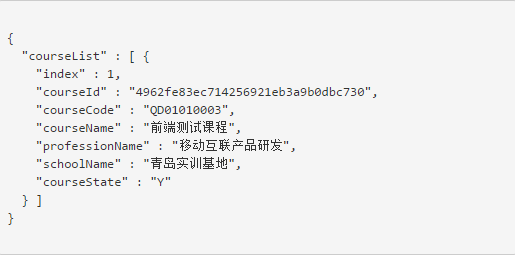 {
"courseList" : [ {
"index" : 1,
"courseId" : "4962fe83ec714256921eb3a9b0dbc730",
"courseCode" : "QD01010003",
"courseName" : "前端测试课程",
"professionName" : "移动互联产品研发",
"schoolName" : "青岛实训基地",
"courseState" : "Y"
} ]
}